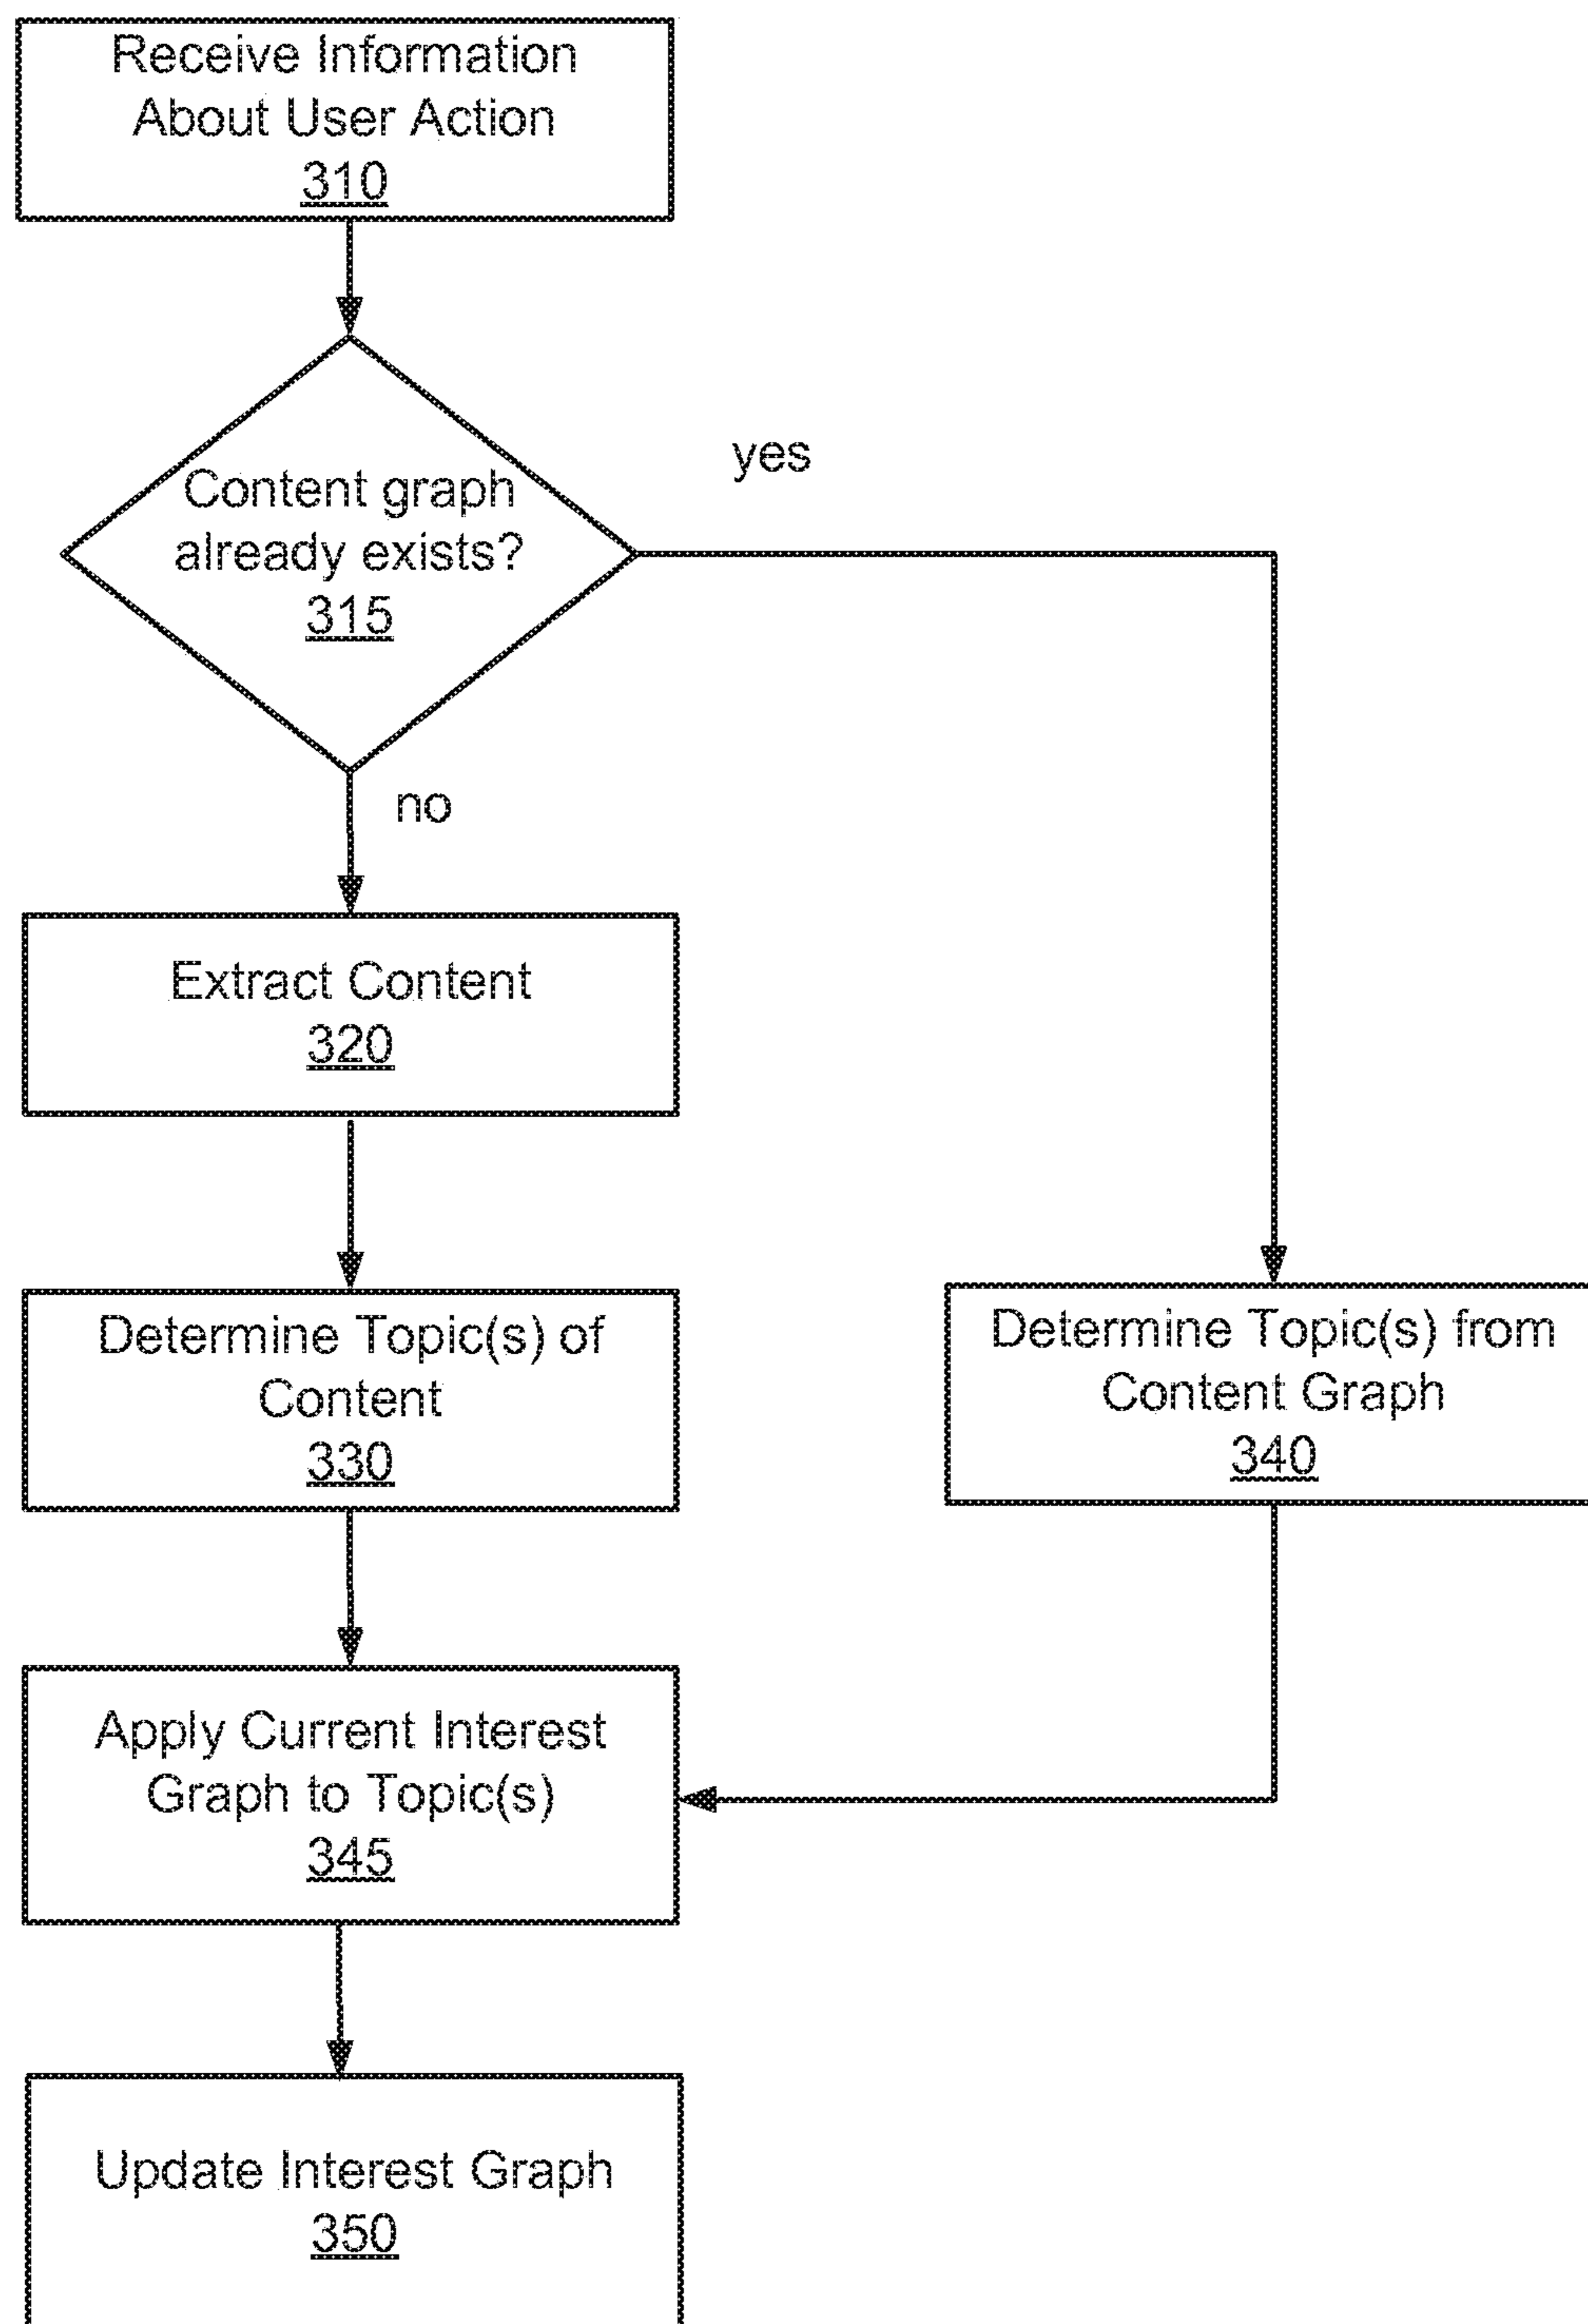 Receive Information
About User Action
310
Content graph
already exists?
315
yes
no
Extract Content
320
Determine Topic(s) of
Content
330
Determine Topic(s) from
Content Graph
340
Apply Current Interest
Graph to Topic(s)
345
Update Interest Graph
350